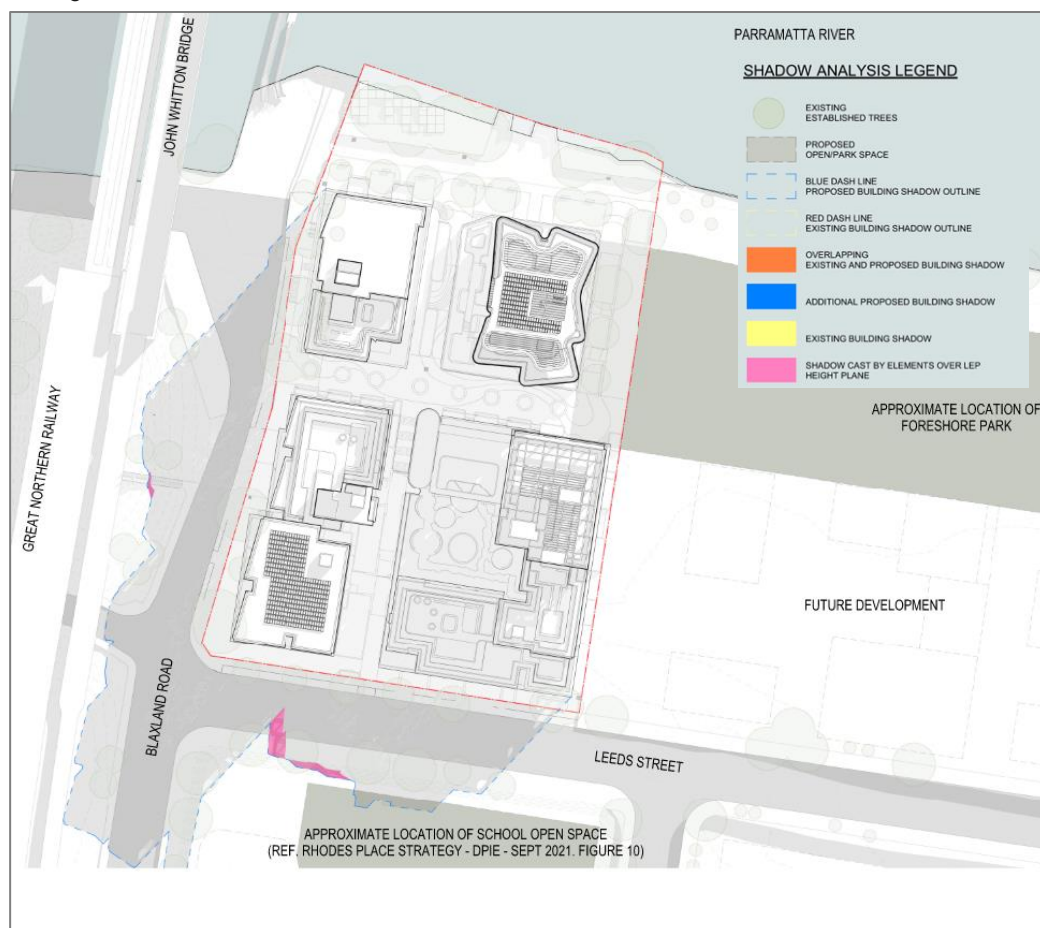 PARRAMATTA RIVER
SHADOW ANALYSIS LEGEND
EXISTING
ESTABLISHED TREES
PROPOSED
OPEN/PARK SPACE
BLUE DASH LINE
PROPOSED BUILDING SHADOW OUTLINE
RED DASH LINE
EXISTING BUILDING SHADOW OUTLINE
OVERLAPPING
EXISTING AND PROPOSED BUILDING SHADOW
ADDITIONAL PROPOSED BUILDING SHADOW
EXISTING BUILDING SHADOW
SHADOW CAST BY ELEMENTS OVER LEP
HEIGHT PLANE
JOHN WHITTON BRIDGE
GREAT NORTHERN RAILWAY
APPROXIMATE LOCATION OF
FORESHORE PARK
FUTURE DEVELOPMENT
BLAXLAND ROAD
LEEDS STREET
APPROXIMATE LOCATION OF SCHOOL OPEN SPACE
(REF. RHODES PLACE STRATEGY - DPIE - SEPT 2021. FIGURE 10)